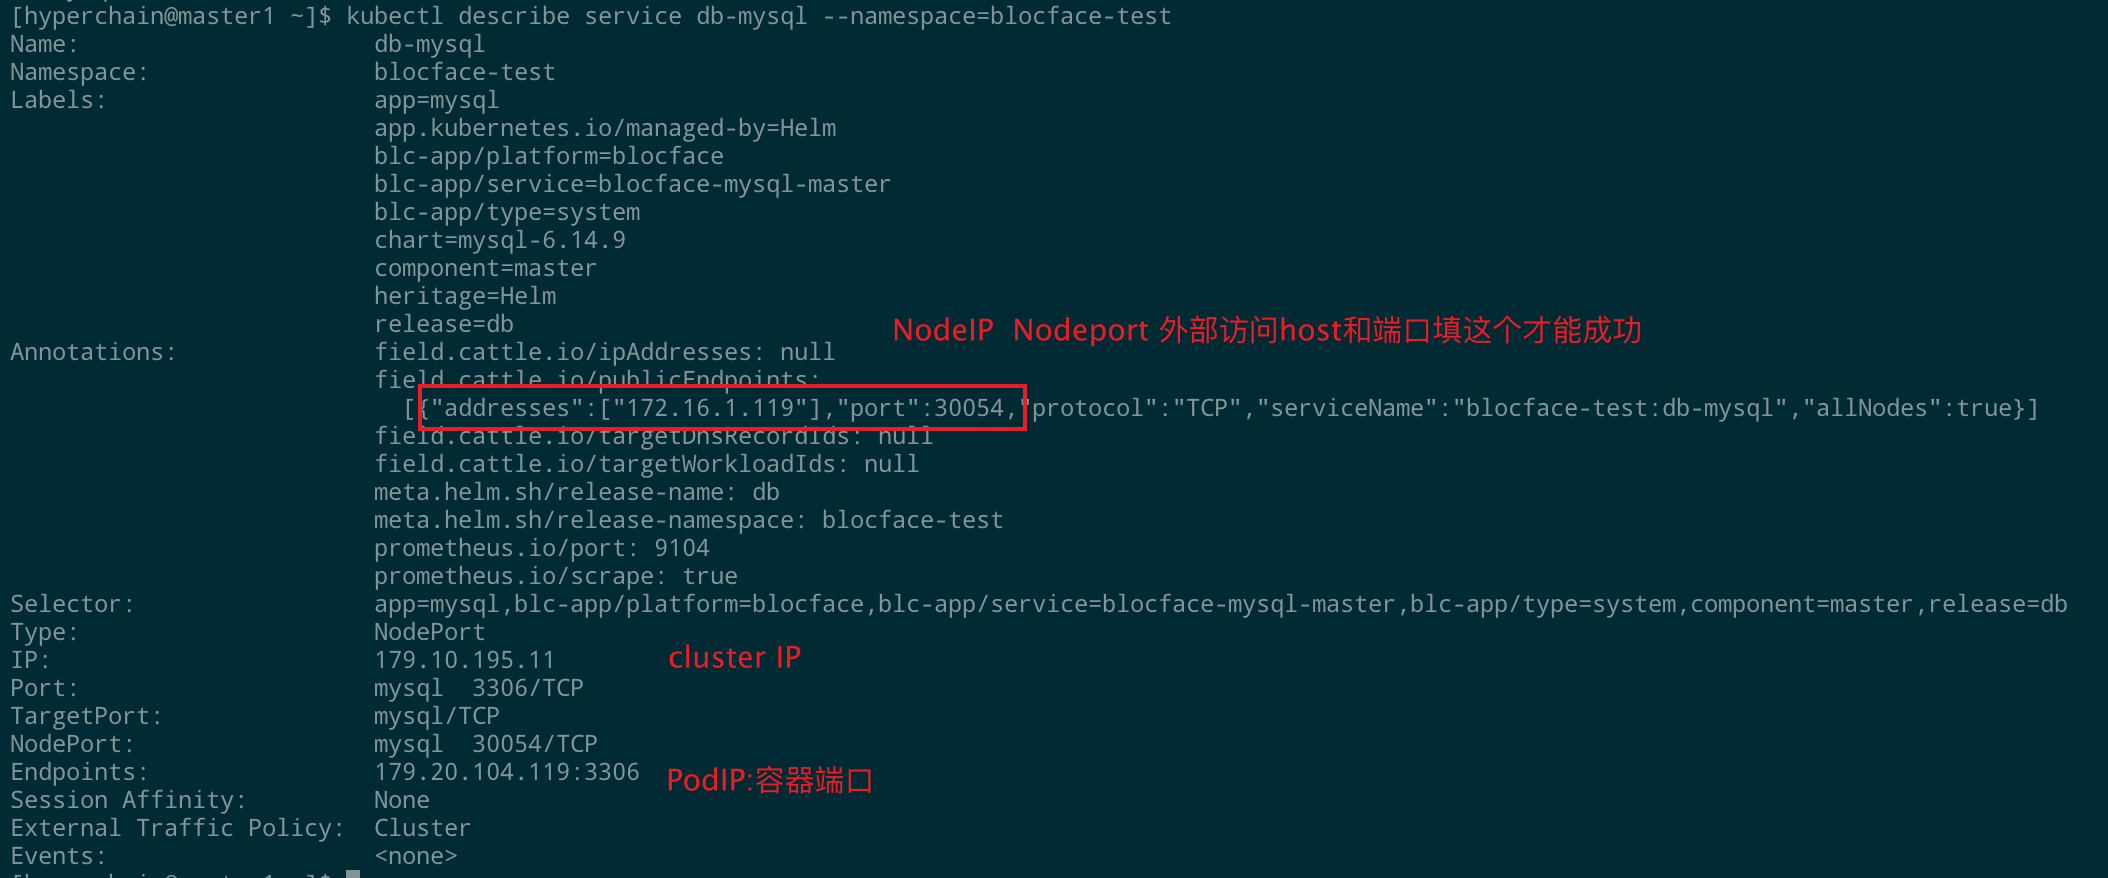 [hyperchain@master1 ~]$ kubectl describe service db-mysql --namespace=blocface-test
Name: db-mysql
Namespace: blocface-test
Labels: app=mysql
app.kubernetes.io/managed-by=Helm
blc-app/platform=blocface
blc-app/service=blocface-mysql-master
blc-app/type=system
chart=mysql-6.14.9
component=master
heritage=Helm
release=db
NodeIP Nodeport 外部访问host和端口填这个才能成功
Annotations: field.cattle.io/ipAddresses: null
field.cattle.io/publicEndpoints:
[{"addresses":["172.16.1.119"],"port":30054,"protocol":"TCP","serviceName":"blocface-test:db-mysql","allNodes":true}]
field.cattle.io/targetDnsRecordIds: null
field.cattle.io/targetWorkloadIds: null
meta.helm.sh/release-name: db
meta.helm.sh/release-namespace: blocface-test
prometheus.io/port: 9104
prometheus.io/scrape: true
Selector: app=mysql,blc-app/platform=blocface,blc-app/service=blocface-mysql-master,blc-app/type=system,component=master,release=db
Type: NodePort
IP: 179.10.195.11 cluster IP
Port: mysql 3306/TCP
TargetPort: mysql/TCP
NodePort: mysql 30054/TCP
Endpoints: 179.20.104.119:3306 PodIP:容器端口
Session Affinity: None
External Traffic Policy: Cluster
Events: <none>